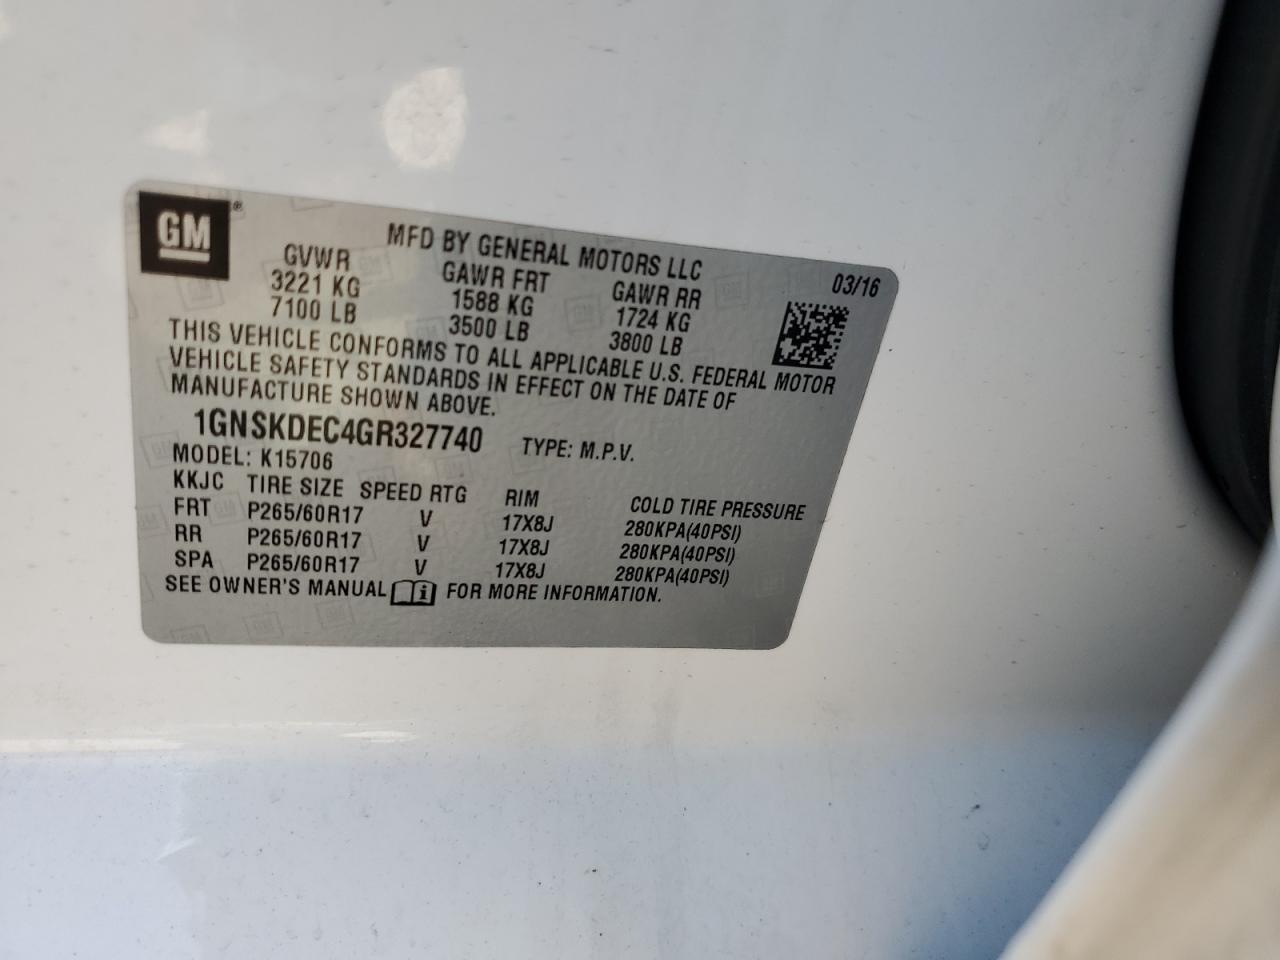 GM®
MFD BY GENERAL MOTORS LLC
03/16
GVWR GAWR FRT GAWR RR
3221 KG 1588 KG 1724 KG
7100 LB 3500 LB 3800 LB
THIS VEHICLE CONFORMS TO ALL APPLICABLE U.S. FEDERAL MOTOR
VEHICLE SAFETY STANDARDS IN EFFECT ON THE DATE OF
MANUFACTURE SHOWN ABOVE.
1GNSKDEC4GR327740 TYPE: M.P.V.
MODEL: K15706
KKJC TIRE SIZE SPEED RTG RIM COLD TIRE PRESSURE
FRT P265/60R17 V 17X8J 280KPA(40PSI)
RR P265/60R17 V 17X8J 280KPA(40PSI)
SPA P265/60R17 V 17X8J 280KPA(40PSI)
SEE OWNER'S MANUAL i FOR MORE INFORMATION.